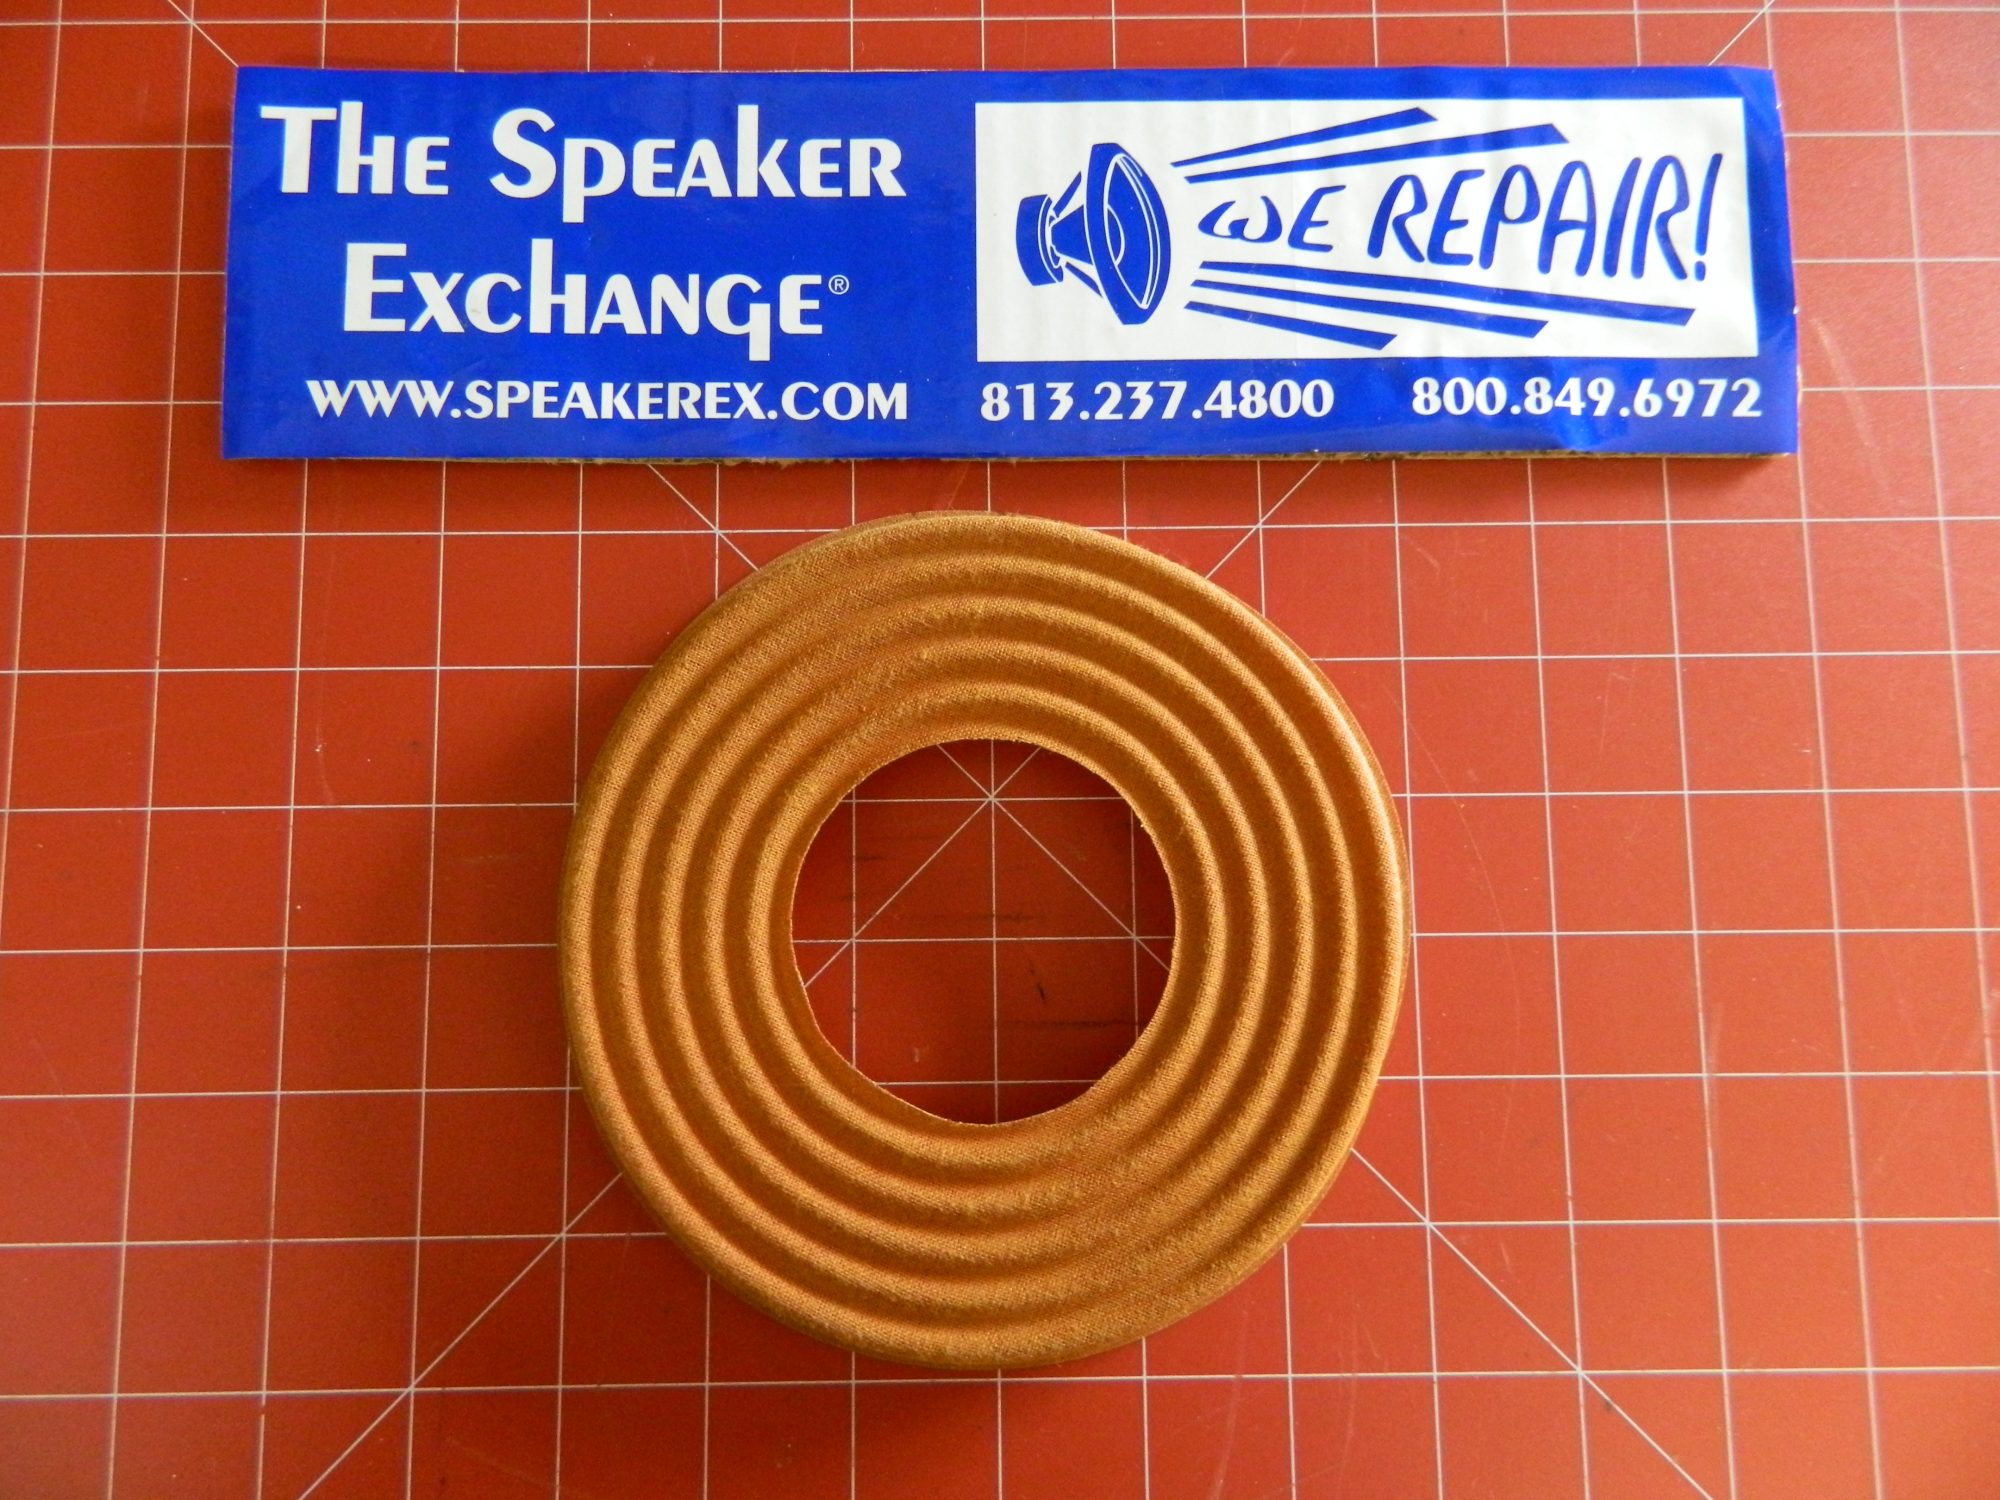 The Speaker
Exchange®
WWW.SPEAKEREX.COM
WE REPAIR!
813.237.4800 800.849.6972